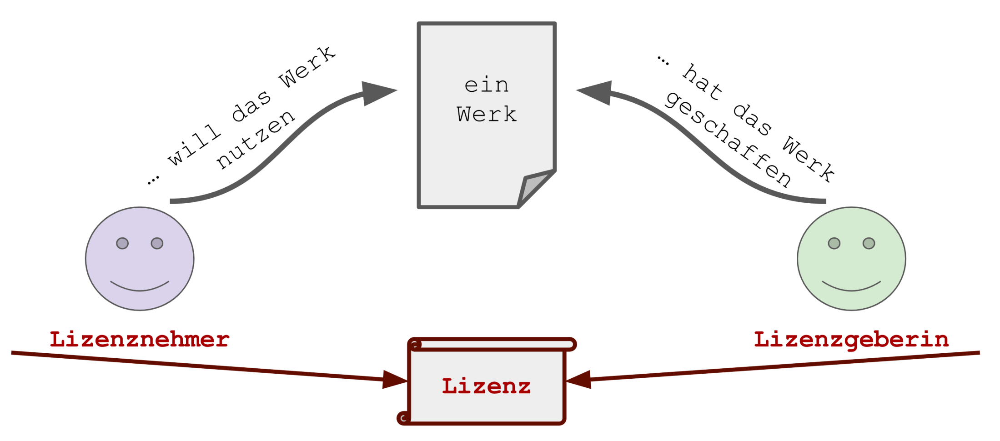 … will das Werk
nutzen
ein
Werk
… hat das Werk
geschaffen
Lizenznehmer
Lizenzgeberin
Lizenz